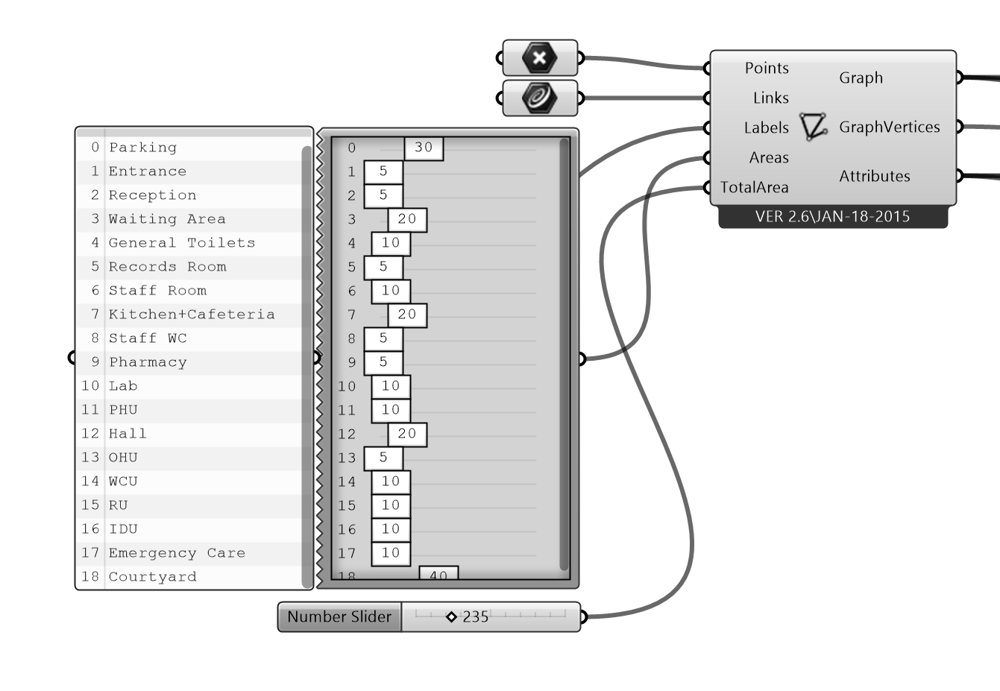 Points
Graph
Links
Labels
GraphVertices
Areas
Attributes
TotalArea
VER 2.6\JAN-18-2015
0 Parking
1 Entrance
2 Reception
3 Waiting Area
4 General Toilets
5 Records Room
6 Staff Room
7 Kitchen+Cafeteria
8 Staff WC
9 Pharmacy
10 Lab
11 PHU
12 Hall
13 OHU
14 WCU
15 RU
16 IDU
17 Emergency Care
18 Courtyard
0 30
1 5
2 5
3 20
4 10
5 5
6 10
7 20
8 5
9 5
10 10
11 10
12 20
13 5
14 10
15 10
16 10
17 10
18 40
Number Slider 235